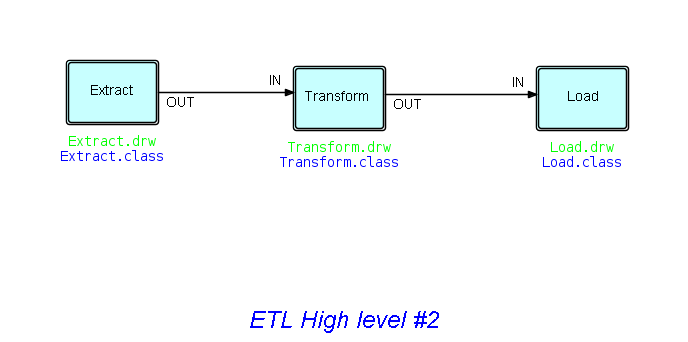 Extract
OUT
IN
Transform
OUT
IN
Load
Extract.drw
Extract.class
Transform.drw
Transform.class
Load.drw
Load.class
ETL High level #2